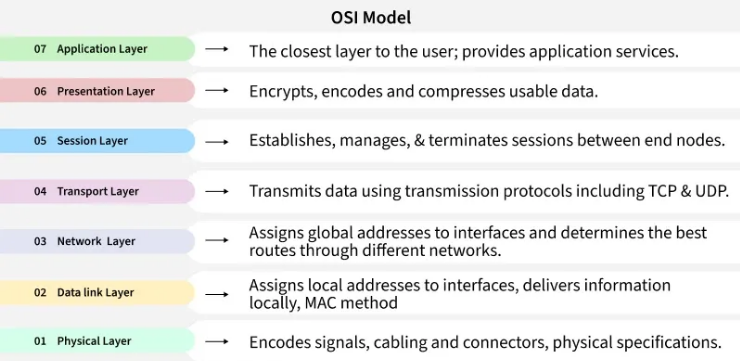 OSI Model
07 Application Layer
The closest layer to the user; provides application services.
06 Presentation Layer
Encrypts, encodes and compresses usable data.
05 Session Layer
Establishes, manages, & terminates sessions between end nodes.
04 Transport Layer
Transmits data using transmission protocols including TCP & UDP.
03 Network Layer
Assigns global addresses to interfaces and determines the best
routes through different networks.
02 Data link Layer
Assigns local addresses to interfaces, delivers information
locally, MAC method
01 Physical Layer
Encodes signals, cabling and connectors, physical specifications.